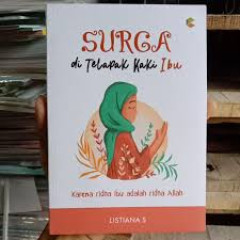 SURGA
di Telapak Kaki Ibu
Karena ridha Ibu adalah ridha Allah
LISTIANA S